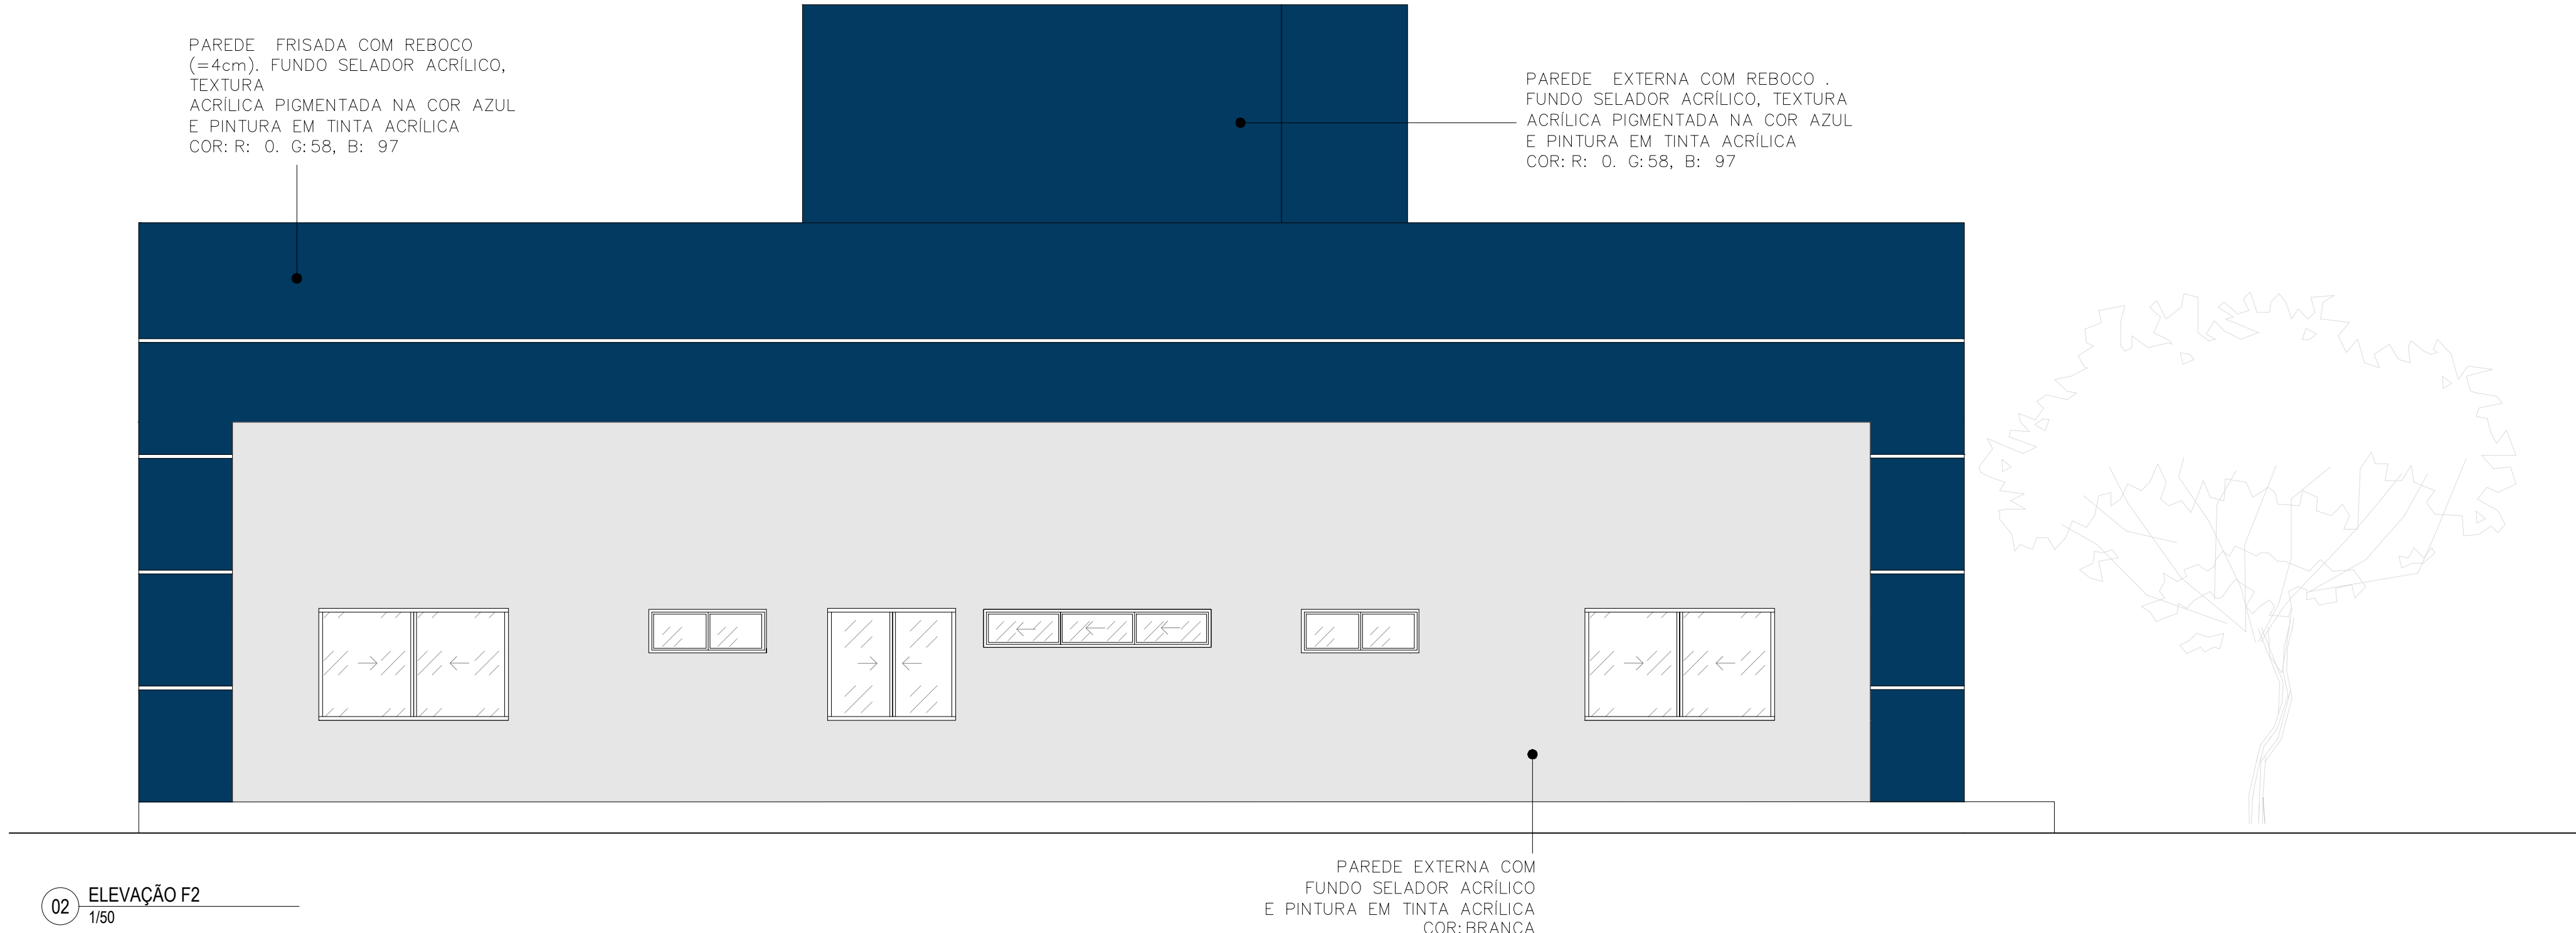 PAREDE FRISADA COM REBOCO
(=4cm). FUNDO SELADOR ACRÍLICO,
TEXTURA
ACRÍLICA PIGMENTADA NA COR AZUL
E PINTURA EM TINTA ACRÍLICA
COR: R: 0. G: 58, B: 97
PAREDE EXTERNA COM REBOCO .
FUNDO SELADOR ACRÍLICO, TEXTURA
ACRÍLICA PIGMENTADA NA COR AZUL
E PINTURA EM TINTA ACRÍLICA
COR: R: 0. G: 58, B: 97
PAREDE EXTERNA COM
FUNDO SELADOR ACRÍLICO
E PINTURA EM TINTA ACRÍLICA
COR: BRANCA
02 ELEVAÇÃO F2
1/50